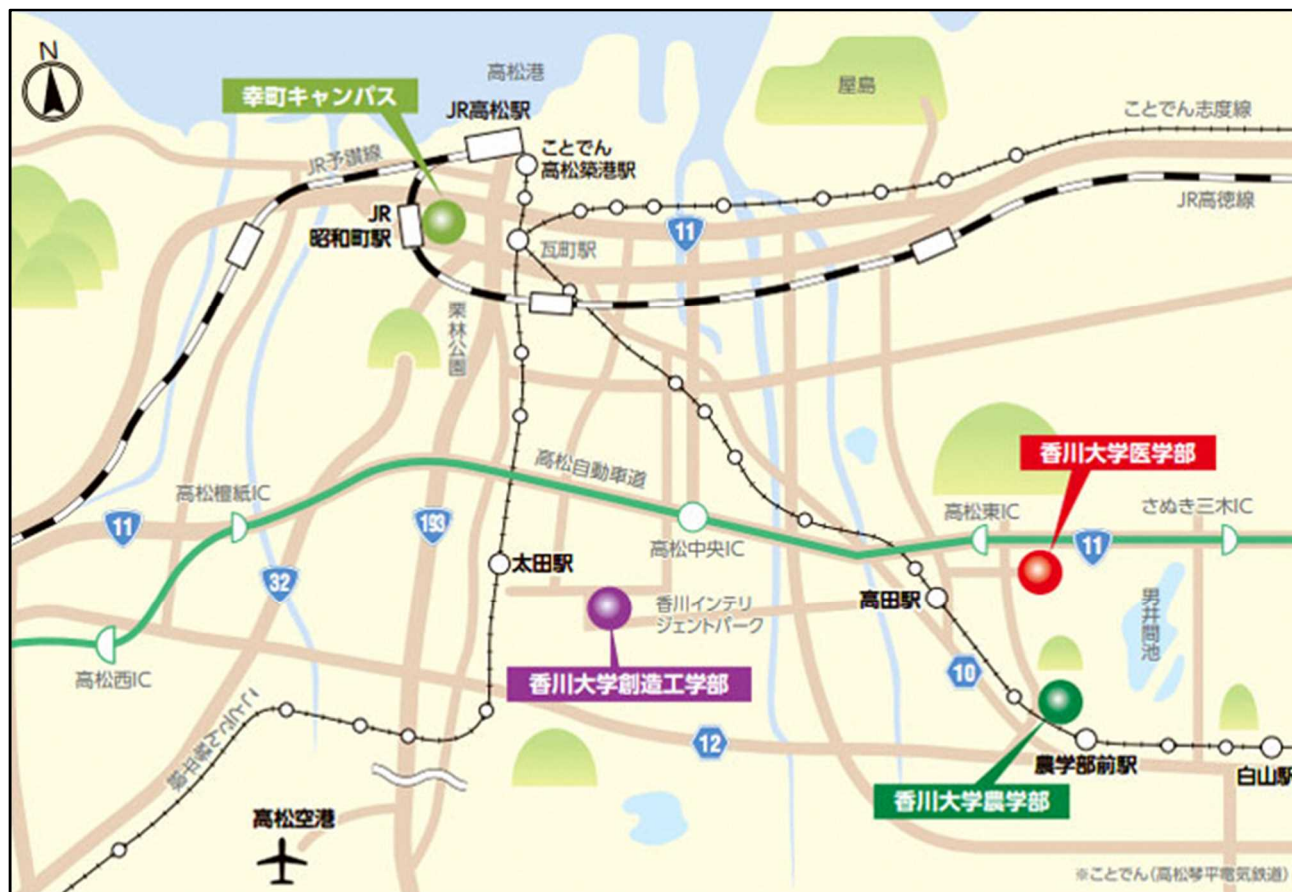 N
高松港
屋島
幸町キャンパス
JR高松駅
ことでん志度線
ことでん
高松築港駅
JR予讃線
JR高徳線
JR
昭和町駅
11
瓦町駅
栗林公園
香川大学医学部
高松自動車道
高松檀紙IC
高松東IC
さぬき三木IC
11
193
高松中央IC
11
32
太田駅
高田駅
香川インテリ
ジェントパーク
男井間池
高松西IC
香川大学創造工学部
10
ことでん琴平線
12
農学部前駅
白山駅
香川大学農学部
高松空港
※ことでん(高松琴平電気鉄道)